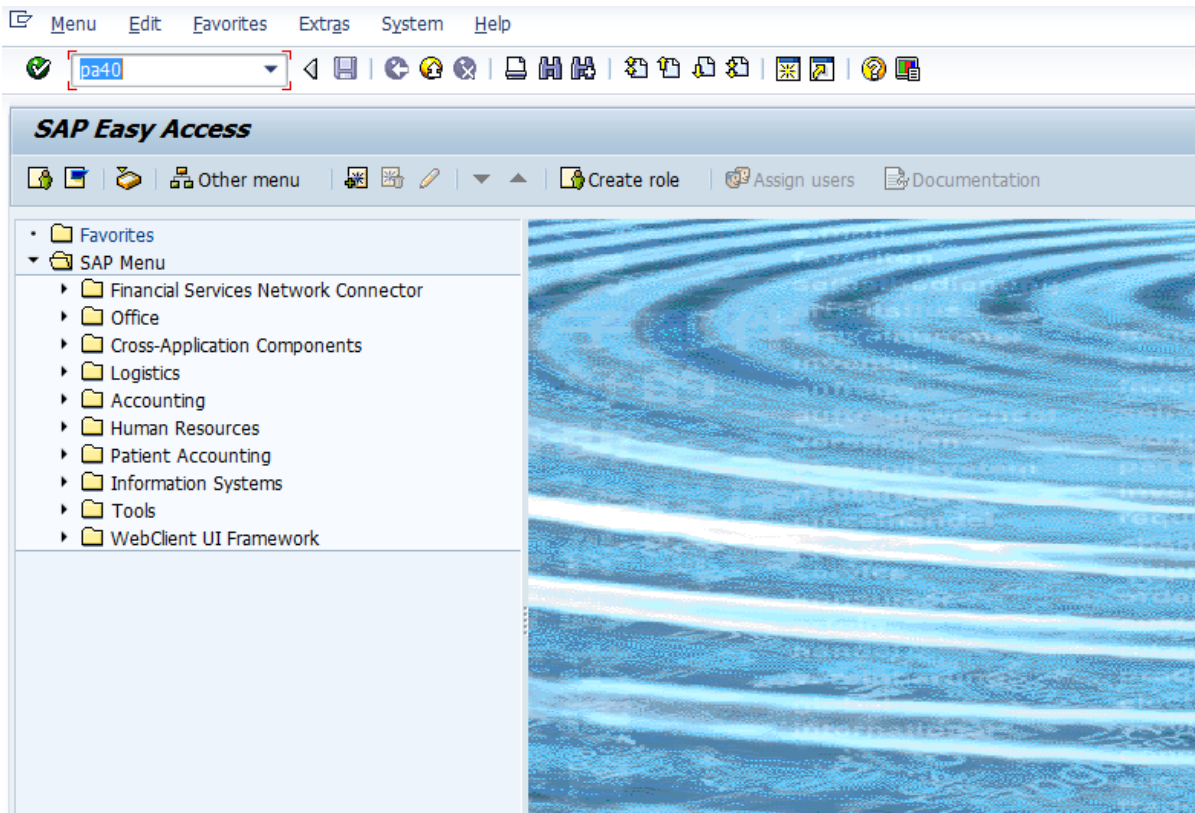 Menu Edit Favorites Extras System Help
pa40
SAP Easy Access
Other menu Create role Assign users Documentation
Favorites
SAP Menu
Financial Services Network Connector
Office
Cross-Application Components
Logistics
Accounting
Human Resources
Patient Accounting
Information Systems
Tools
WebClient UI Framework